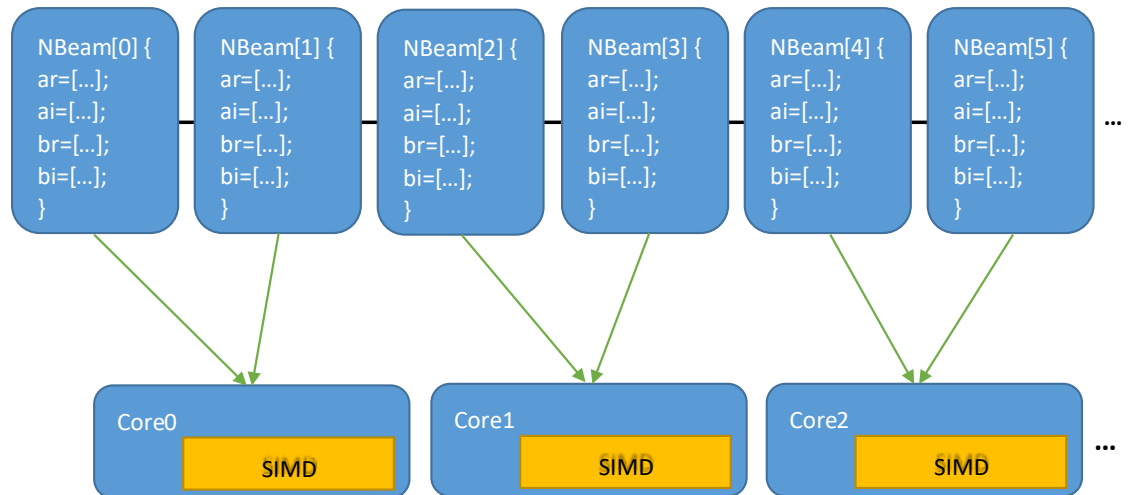 NBeam[0] {
ar=[…];
ai=[…];
br=[…];
bi=[…];
}
NBeam[1] {
ar=[…];
ai=[…];
br=[…];
bi=[…];
}
NBeam[2] {
ar=[…];
ai=[…];
br=[…];
bi=[…];
}
NBeam[3] {
ar=[…];
ai=[…];
br=[…];
bi=[…];
}
NBeam[4] {
ar=[…];
ai=[…];
br=[…];
bi=[…];
}
NBeam[5] {
ar=[…];
ai=[…];
br=[…];
bi=[…];
}
…
Core0
SIMD
Core1
SIMD
Core2
SIMD
…